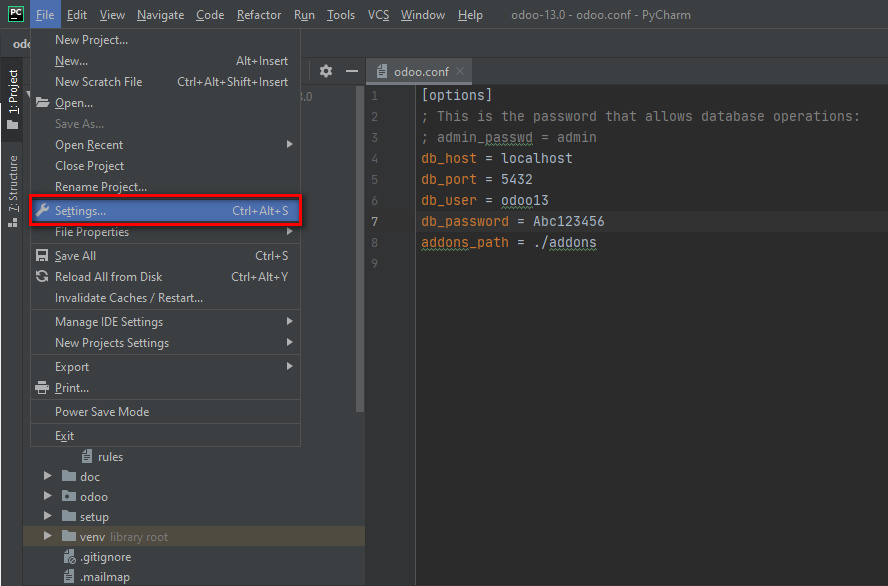 PC File Edit View Navigate Code Refactor Run Tools VCS Window Help odoo-13.0 - odoo.conf - PyCharm
New Project...
New... Alt+Insert
New Scratch File Ctrl+Alt+Shift+Insert
Open...
Save As...
Open Recent
Close Project
Rename Project...
Settings... Ctrl+Alt+S
File Properties
Save All Ctrl+S
Reload All from Disk Ctrl+Alt+Y
Invalidate Caches / Restart...
Manage IDE Settings
New Projects Settings
Export
Print...
Power Save Mode
Exit
rules
doc
odoo
setup
venv library root
.gitignore
.mailmap
1: Project
7: Structure
odoo.conf
1 [options]
2 ; This is the password that allows database operations:
3 ; admin_passwd = admin
4 db_host = localhost
5 db_port = 5432
6 db_user = odoo13
7 db_password = Abc123456
8 addons_path = ./addons
9